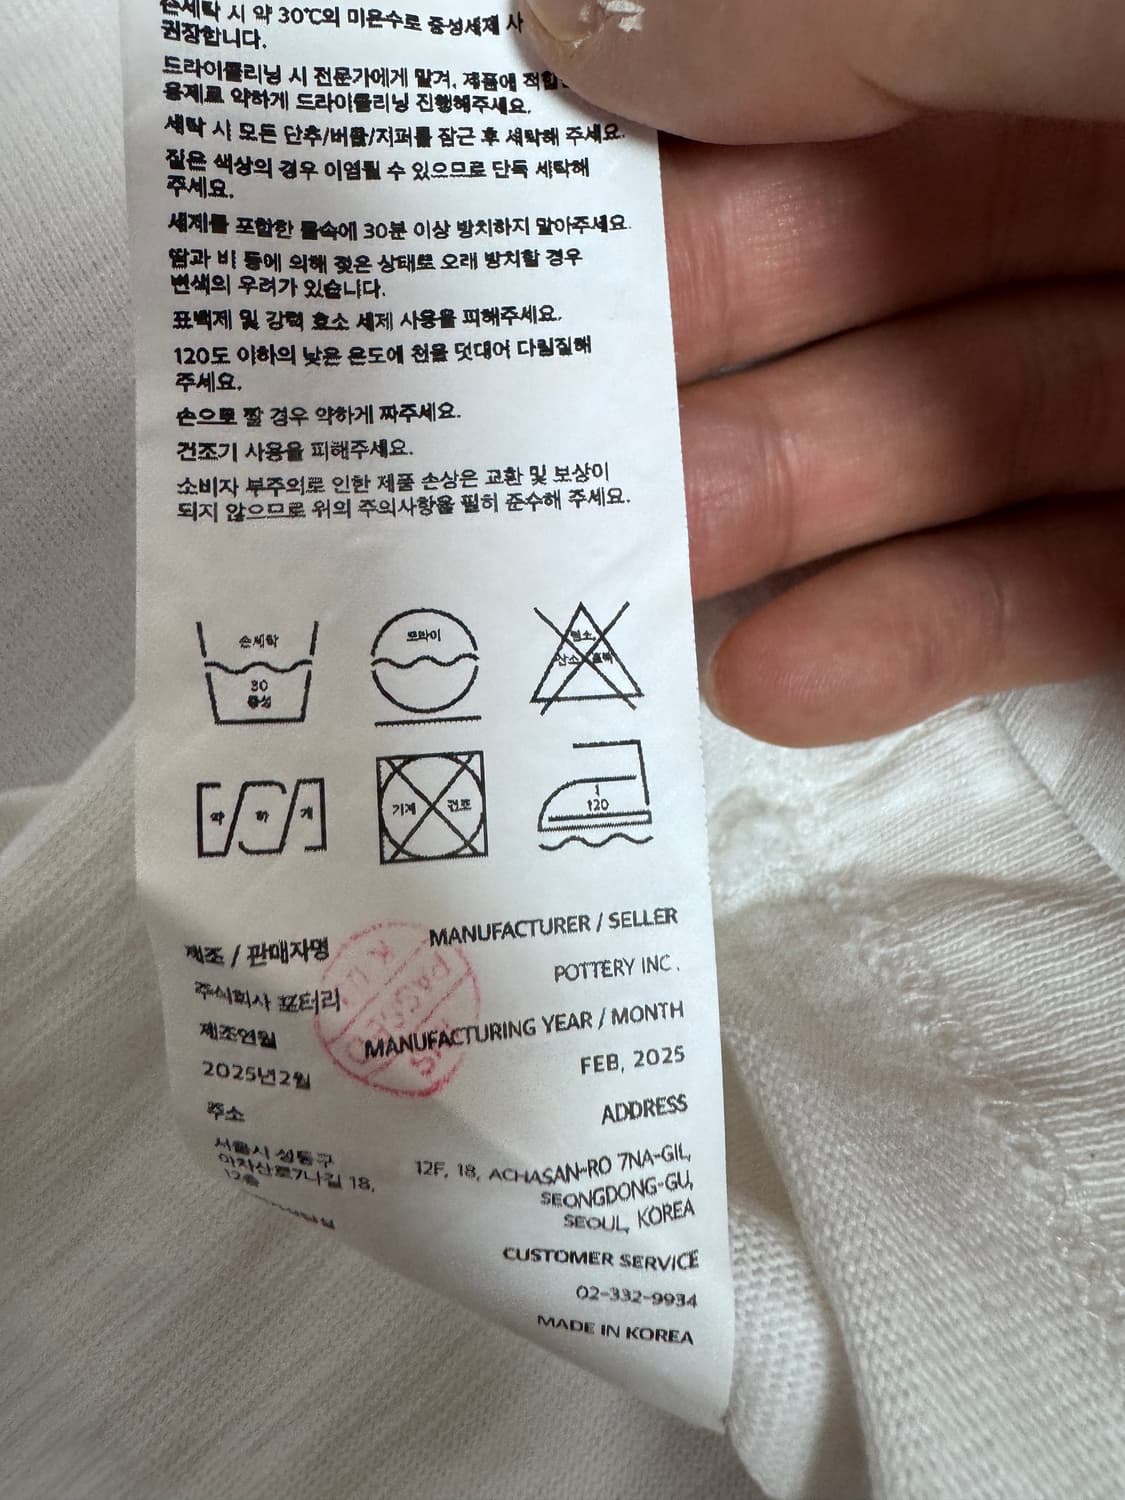 손세탁 시 약 30℃의 미온수로 중성세제 사
권장합니다.
드라이클리닝 시 전문가에게 맡겨, 제품에 적합
용제로 약하게 드라이클리닝 진행해주세요.
세탁 시 모든 단추/버클/지퍼를 잠근 후 세탁해 주세요.
짙은 색상의 경우 이염될 수 있으므로 단독 세탁해
주세요.
세제를 포함한 물속에 30분 이상 방치하지 말아주세요.
땀과 비 등에 의해 젖은 상태로 오래 방치할 경우
변색의 우려가 있습니다.
표백제 및 강력 효소 세제 사용을 피해주세요.
120도 이하의 낮은 온도에 천을 덧대어 다림질해
주세요.
손으로 짤 경우 약하게 짜주세요.
건조기 사용을 피해주세요.
소비자 부주의로 인한 제품 손상은 교환 및 보상이
되지 않으므로 위의 주의사항을 필히 준수해 주세요.
손세탁
30
중성
드라이
염소,
산소 표백
약 하 게
기계 건조
1
120
제조 / 판매자명
MANUFACTURER / SELLER
주식회사 포터리
POTTERY INC.
제조연월
MANUFACTURING YEAR / MONTH
2025년2월
FEB, 2025
주소
ADDRESS
서울시 성동구
아차산로7나길 18,
12층
12F, 18, ACHASAN-RO 7NA-GIL,
SEONGDONG-GU,
SEOUL, KOREA
CUSTOMER SERVICE
02-332-9934
MADE IN KOREA